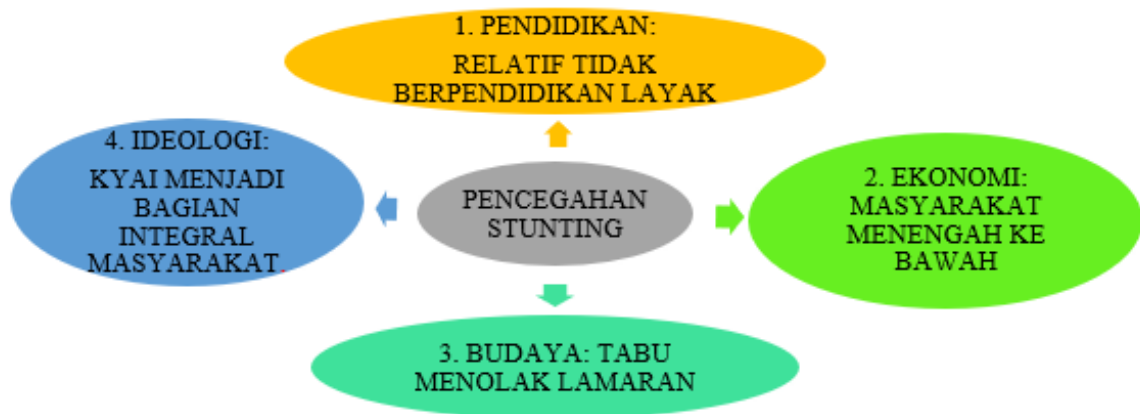 1. PENDIDIKAN:
RELATIF TIDAK
BERPENDIDIKAN LAYAK
4. IDEOLOGI:
KYAI MENJADI
BAGIAN
INTEGRAL
MASYARAKAT.
PENCEGAHAN
STUNTING
2. EKONOMI:
MASYARAKAT
MENENGAH KE
BAWAH
3. BUDAYA: TABU
MENOLAK LAMARAN